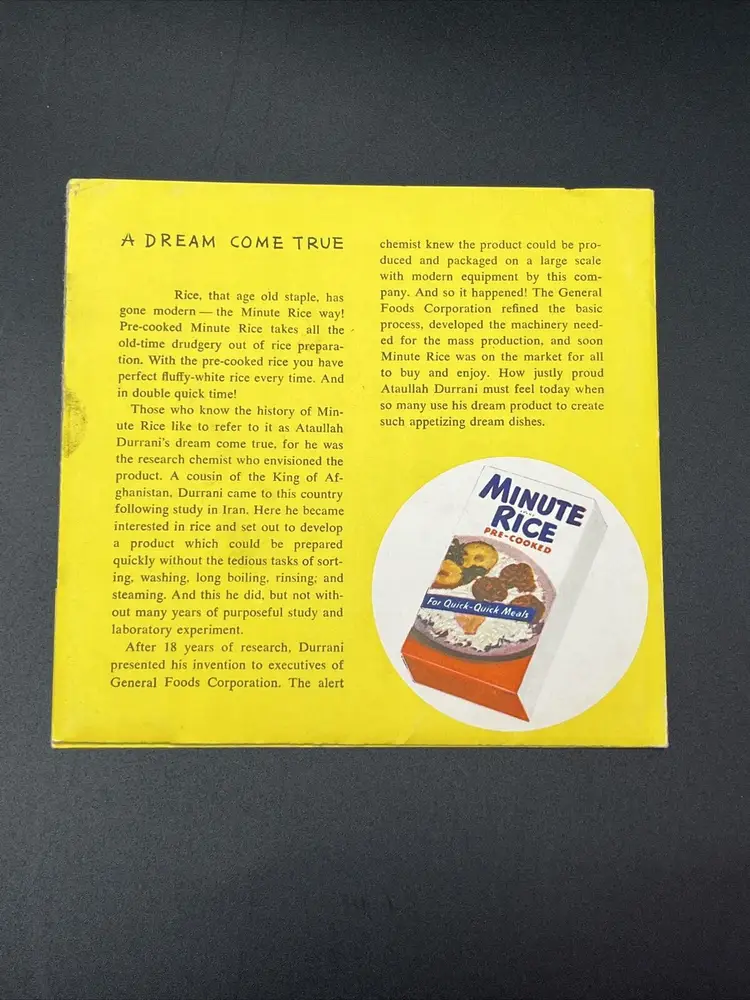 A DREAM COME TRUE
Rice, that age old staple, has
gone modern — the Minute Rice way!
Pre-cooked Minute Rice takes all the
old-time drudgery out of rice prepara-
tion. With the pre-cooked rice you have
perfect fluffy-white rice every time. And
in double quick time!
Those who know the history of Min-
ute Rice like to refer to it as Ataullah
Durrani's dream come true, for he was
the research chemist who envisioned the
product. A cousin of the King of Af-
ghanistan, Durrani came to this country
following study in Iran. Here he became
interested in rice and set out to develop
a product which could be prepared
quickly without the tedious tasks of sort-
ing, washing, long boiling, rinsing; and
steaming. And this he did, but not with-
out many years of purposeful study and
laboratory experiment.
After 18 years of research, Durrani
presented his invention to executives of
General Foods Corporation. The alert
chemist knew the product could be pro-
duced and packaged on a large scale
with modern equipment by this com-
pany. And so it happened! The General
Foods Corporation refined the basic
process, developed the machinery need-
ed for the mass production, and soon
Minute Rice was on the market for all
to buy and enjoy. How justly proud
Ataullah Durrani must feel today when
so many use his dream product to create
such appetizing dream dishes.
MINUTE
RICE
PRE-COOKED
For Quick-Quick Meals